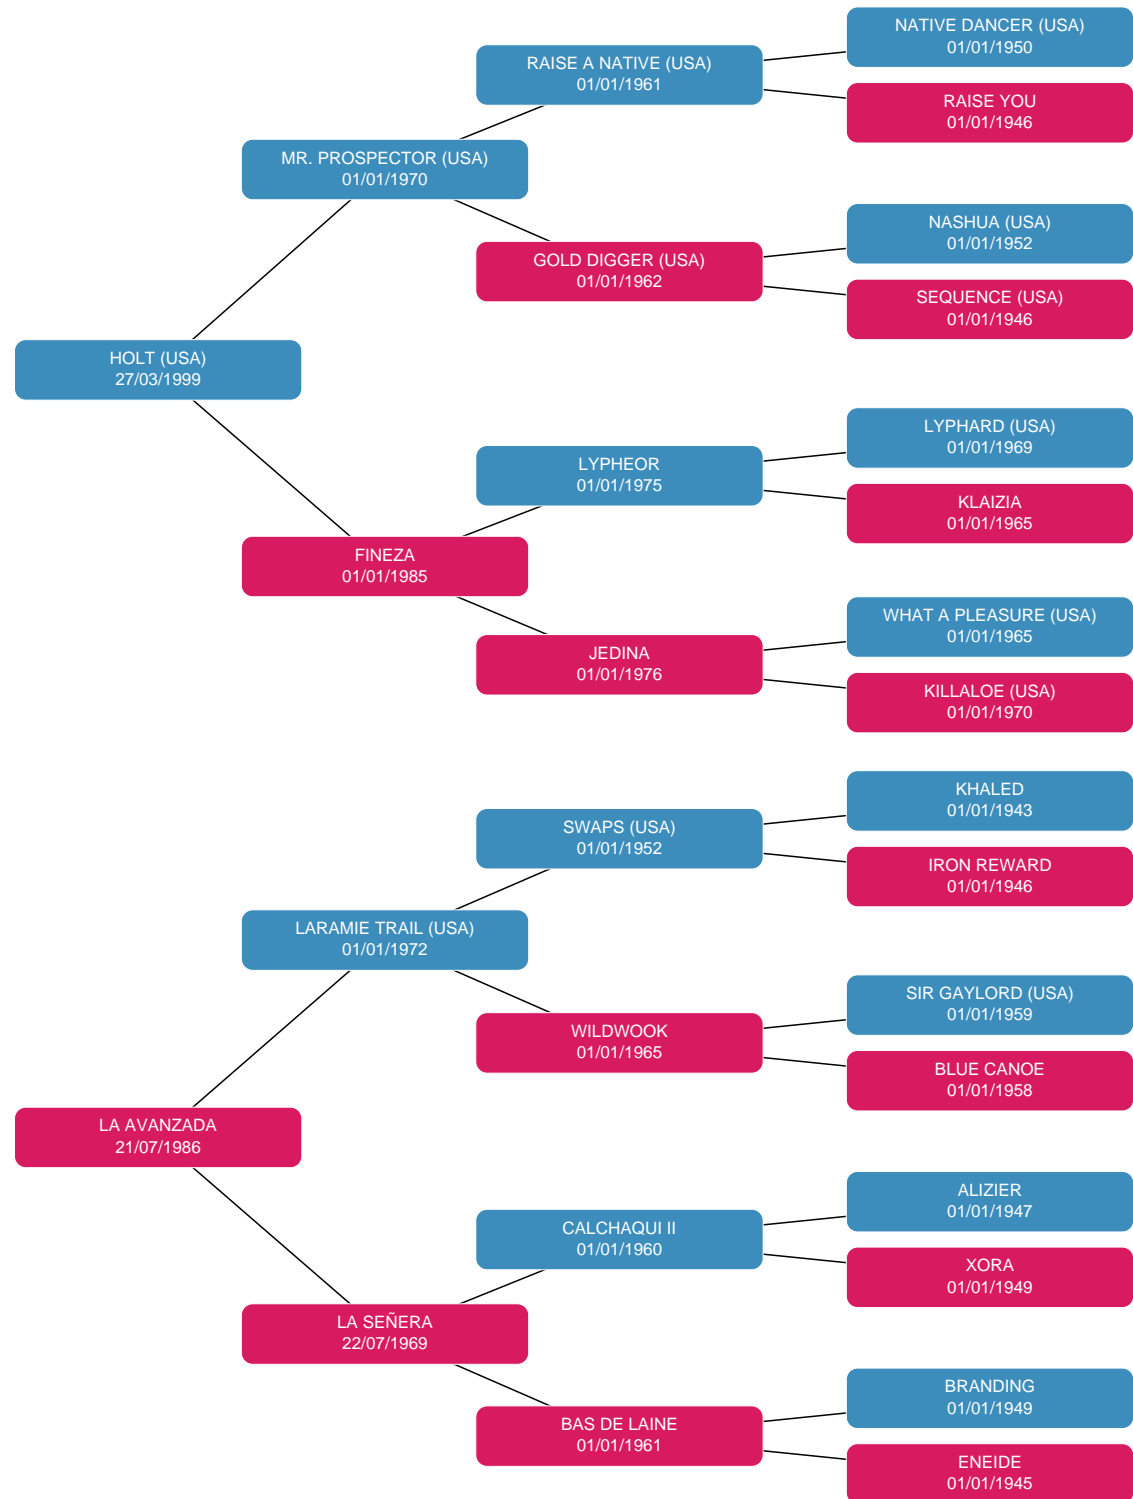 NATIVE DANCER (USA)
01/01/1950
RAISE A NATIVE (USA)
01/01/1961
RAISE YOU
01/01/1946
MR. PROSPECTOR (USA)
01/01/1970
NASHUA (USA)
01/01/1952
GOLD DIGGER (USA)
01/01/1962
SEQUENCE (USA)
01/01/1946
HOLT (USA)
27/03/1999
LYPHARD (USA)
01/01/1969
LYPHEOR
01/01/1975
KLAIZIA
01/01/1965
FINEZA
01/01/1985
WHAT A PLEASURE (USA)
01/01/1965
JEDINA
01/01/1976
KILLALOE (USA)
01/01/1970
KHALED
01/01/1943
SWAPS (USA)
01/01/1952
IRON REWARD
01/01/1946
LARAMIE TRAIL (USA)
01/01/1972
SIR GAYLORD (USA)
01/01/1959
WILDWOOK
01/01/1965
BLUE CANOE
01/01/1958
LA AVANZADA
21/07/1986
ALIZIER
01/01/1947
CALCHAQUI II
01/01/1960
XORA
01/01/1949
LA SEÑERA
22/07/1969
BRANDING
01/01/1949
BAS DE LAINE
01/01/1961
ENEIDE
01/01/1945